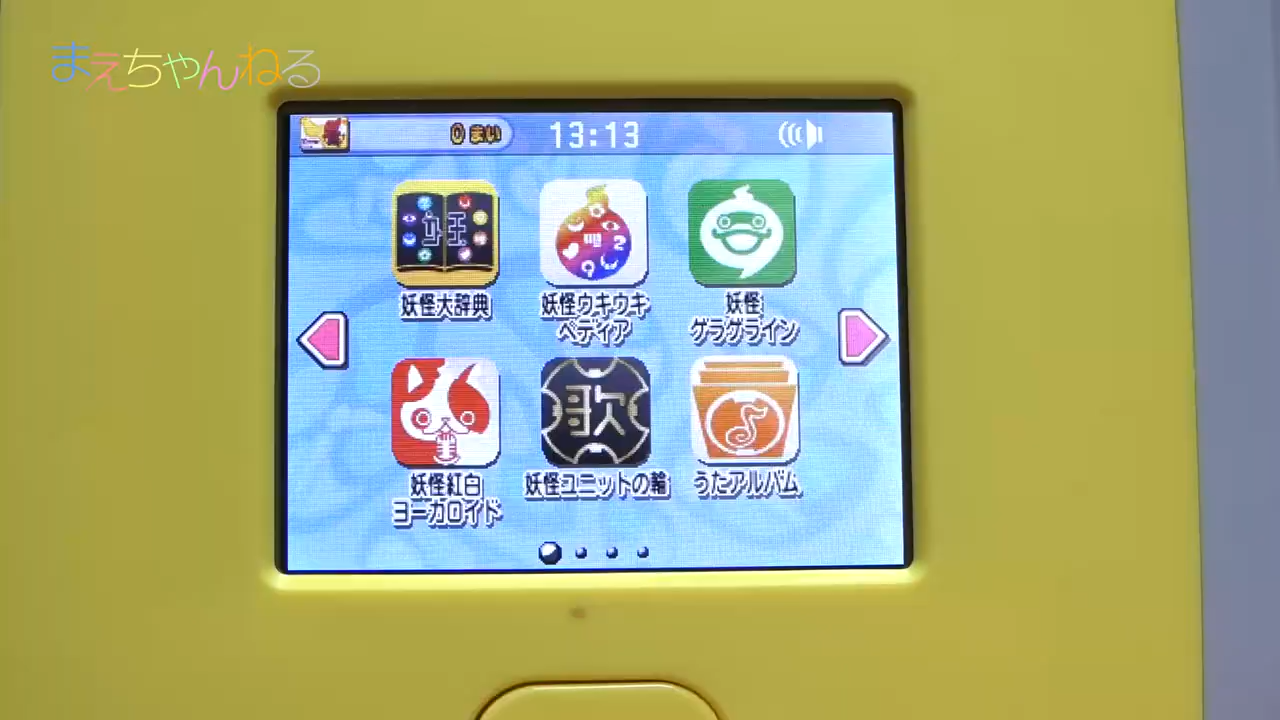 まえちゃんねる
0まい 13:13
妖怪大辞典
妖怪ウキウキ
ペディア
妖怪
ゲラゲライン
歌
妖怪紅白
ヨーカロイド
妖怪ユニットの輪
うたアルバム